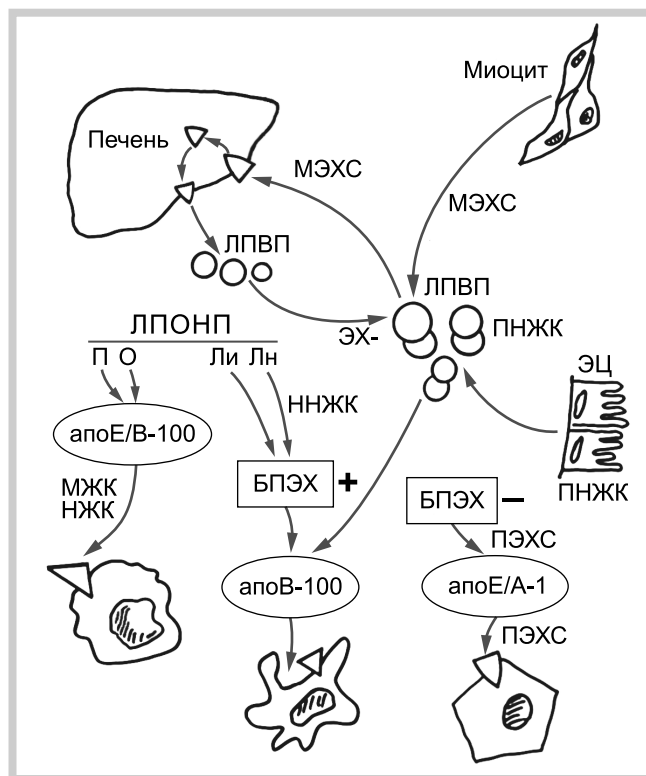 Миоцит
Печень
МЭХС
МЭХС
ЛПВП
ЛПВП
ЭХ-
ПНЖК
ЛПОНП
П О Ли Лн
ЭЦ
ННЖК
апоЕ/В-100
ПНЖК
МЖК
НЖК
БПЭХ +
БПЭХ –
ПЭХС
апоВ-100
апоЕ/А-1
ПЭХС